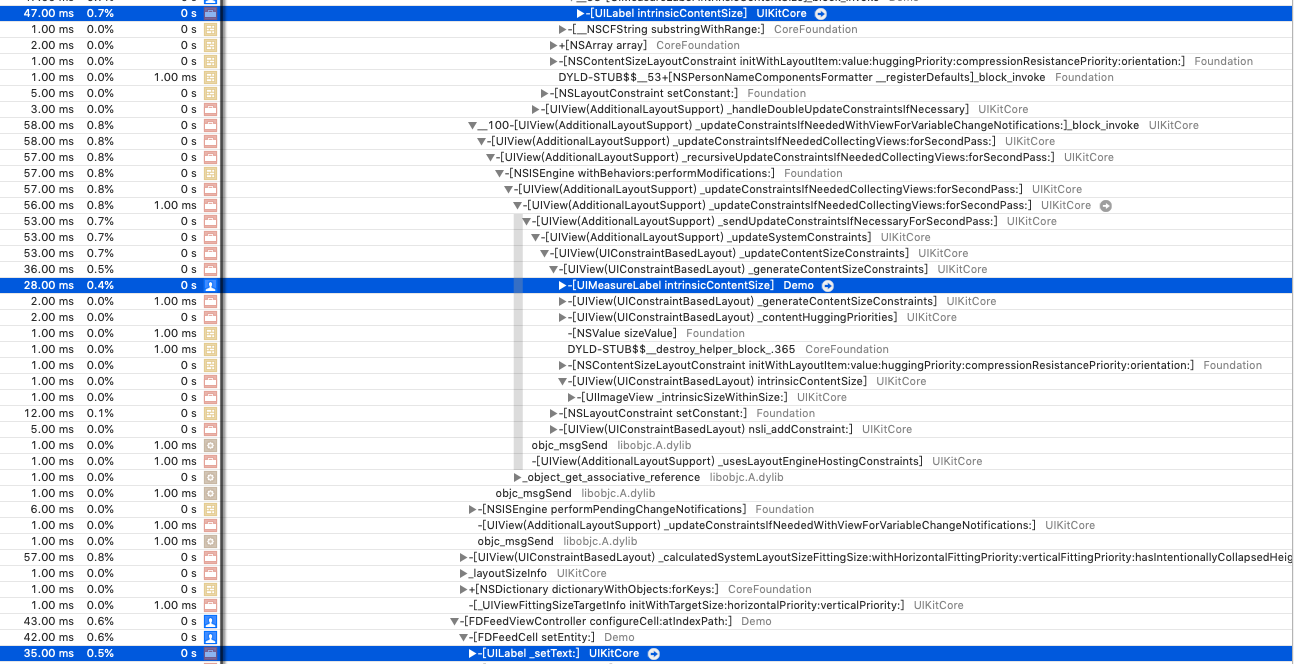 47.00 ms 0.7% 0 s -[UILabel intrinsicContentSize] UIKitCore
1.00 ms 0.0% 0 s -[__NSCFString substringWithRange:] CoreFoundation
2.00 ms 0.0% 0 s +[NSArray array] CoreFoundation
1.00 ms 0.0% 0 s -[NSContentSizeLayoutConstraint initWithLayoutItem:value:huggingPriority:compressionResistancePriority:orientation:] Foundation
1.00 ms 0.0% 1.00 ms DYLD-STUB$$__53+[NSPersonNameComponentsFormatter __registerDefaults]_block_invoke Foundation
5.00 ms 0.0% 0 s -[NSLayoutConstraint setConstant:] Foundation
3.00 ms 0.0% 0 s -[UIView(AdditionalLayoutSupport) _handleDoubleUpdateConstraintsIfNecessary] UIKitCore
58.00 ms 0.8% 0 s __100-[UIView(AdditionalLayoutSupport) _updateConstraintsIfNeededWithViewForVariableChangeNotifications:]_block_invoke UIKitCore
58.00 ms 0.8% 0 s -[UIView(AdditionalLayoutSupport) _updateConstraintsIfNeededCollectingViews:forSecondPass:] UIKitCore
57.00 ms 0.8% 0 s -[UIView(AdditionalLayoutSupport) _recursiveUpdateConstraintsIfNeededCollectingViews:forSecondPass:] UIKitCore
57.00 ms 0.8% 0 s -[NSISEngine withBehaviors:performModifications:] Foundation
57.00 ms 0.8% 0 s -[UIView(AdditionalLayoutSupport) _updateConstraintsIfNeededCollectingViews:forSecondPass:] UIKitCore
56.00 ms 0.8% 1.00 ms -[UIView(AdditionalLayoutSupport) _updateConstraintsIfNeededCollectingViews:forSecondPass:] UIKitCore
53.00 ms 0.7% 0 s -[UIView(AdditionalLayoutSupport) _sendUpdateConstraintsIfNecessaryForSecondPass:] UIKitCore
53.00 ms 0.7% 0 s -[UIView(AdditionalLayoutSupport) _updateSystemConstraints] UIKitCore
53.00 ms 0.7% 0 s -[UIView(UIConstraintBasedLayout) _updateContentSizeConstraints] UIKitCore
36.00 ms 0.5% 0 s -[UIView(UIConstraintBasedLayout) _generateContentSizeConstraints] UIKitCore
28.00 ms 0.4% 0 s -[UIMeasureLabel intrinsicContentSize] Demo
2.00 ms 0.0% 1.00 ms -[UIView(UIConstraintBasedLayout) _generateContentSizeConstraints] UIKitCore
2.00 ms 0.0% 1.00 ms -[UIView(UIConstraintBasedLayout) _contentHuggingPriorities] UIKitCore
1.00 ms 0.0% 1.00 ms -[NSValue sizeValue] Foundation
1.00 ms 0.0% 1.00 ms DYLD-STUB$$__destroy_helper_block_.365 CoreFoundation
1.00 ms 0.0% 0 s -[NSContentSizeLayoutConstraint initWithLayoutItem:value:huggingPriority:compressionResistancePriority:orientation:] Foundation
1.00 ms 0.0% 0 s -[UIView(UIConstraintBasedLayout) intrinsicContentSize] UIKitCore
1.00 ms 0.0% 0 s -[UIImageView _intrinsicSizeWithinSize:] UIKitCore
12.00 ms 0.1% 0 s -[NSLayoutConstraint setConstant:] Foundation
5.00 ms 0.0% 0 s -[UIView(UIConstraintBasedLayout) nsli_addConstraint:] UIKitCore
1.00 ms 0.0% 1.00 ms objc_msgSend libobjc.A.dylib
1.00 ms 0.0% 1.00 ms -[UIView(AdditionalLayoutSupport) _usesLayoutEngineHostingConstraints] UIKitCore
1.00 ms 0.0% 0 s _object_get_associative_reference libobjc.A.dylib
1.00 ms 0.0% 1.00 ms objc_msgSend libobjc.A.dylib
6.00 ms 0.0% 0 s -[NSISEngine performPendingChangeNotifications] Foundation
1.00 ms 0.0% 1.00 ms -[UIView(AdditionalLayoutSupport) _updateConstraintsIfNeededWithViewForVariableChangeNotifications:] UIKitCore
1.00 ms 0.0% 1.00 ms objc_msgSend libobjc.A.dylib
57.00 ms 0.8% 0 s -[UIView(UIConstraintBasedLayout) _calculatedSystemLayoutSizeFittingSize:withHorizontalFittingPriority:verticalFittingPriority:hasIntentionallyCollapsedHeig
1.00 ms 0.0% 0 s _layoutSizeInfo UIKitCore
1.00 ms 0.0% 0 s +[NSDictionary dictionaryWithObjects:forKeys:] CoreFoundation
1.00 ms 0.0% 1.00 ms -[_UIViewFittingSizeTargetInfo initWithTargetSize:horizontalPriority:verticalPriority:] UIKitCore
43.00 ms 0.6% 0 s -[FDFeedViewController configureCell:atIndexPath:] Demo
42.00 ms 0.6% 0 s -[FDFeedCell setEntity:] Demo
35.00 ms 0.5% 0 s -[UILabel _setText:] UIKitCore